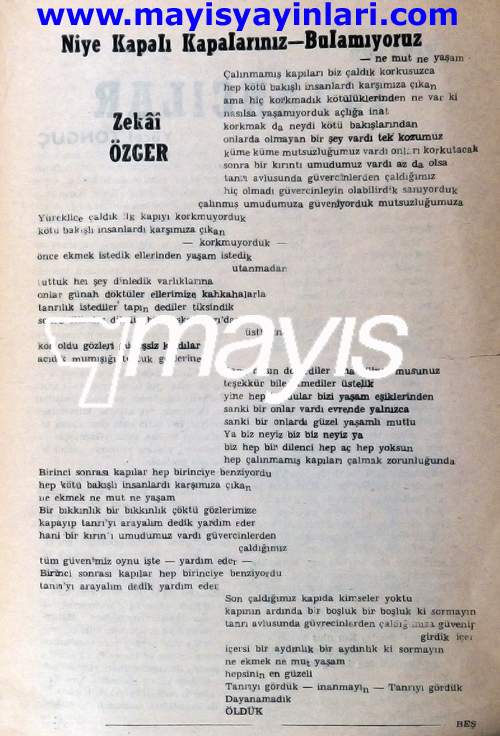 www.mayisyayinlari.com
Niye Kapalı Kapalarınız—Bulamıyoruz
— ne mut ne yaşam
Zekâi
ÖZGER
Çalınmamış kapıları biz çaldık korkusuzca
hep kötü bakışlı insanlardı karşımıza çıkan
ama hiç korkmadık kötülüklerinden ne var ki
nasılsa yaşamıyorduk açlığa inat
korkmak da neydi kötü bakışlarından
onlarda olmayan bir şey vardı tek kozumuz
küme küme mutsuzluğumuz vardı onları korkutacak
sonra bir kırıntı umudumuz vardı az da olsa
tanrı avlusunda güvercinlerden çaldığımız
hiç olmadı güvercinleyin olabilirdik sanıyorduk
çalınmış umudumuza güveniyorduk mutsuzluğumuza
Yüreklice çaldık ilk kapıyı korkmuyorduk
kötü bakışlı insanlardı karşımıza çıkan
— korkmuyorduk —
önce ekmek istedik ellerinden yaşam istedik
utanmadan
tuttuk her şey dinledik varlıklarına
onlar günah döktüler ellerimize kahkahalarla
tanrılık istediler tapın dediler tiksindik
kör oldu gözleri
teşekkür bile etmediler üstelik
yine hep bizi yaşam eşiklerinden
sanki bir onlar vardı evrende yalnızca
sanki bir onlardı güzel yaşamlı muttu
Ya biz neyiz biz biz neyiz ya
biz hep bir dilenci hep aç hep yoksun
hep çalınmamış kapıları çalmak zorunluğunda
Birinci sonrası kapılar hep birinciye benziyordu
hep kötü bakışlı insanlardı karşımıza çıkan
ne ekmek ne mut ne yaşam
Bir bıkkınlık bir bıkkınlık çöktü gözlerimize
kapayıp tanrı'yı arayalım dedik yardım eder
hani bir kırıntı umudumuz vardı güvercinlerden
çaldığımız
tüm güvenimiz oynu işte — yardım eder —
Birinci sonrası kapılar hep birinciye benziyordu
tanrı'yı arayalım dedik yardım eder
Son çaldığımız kapıda kimseler yoktu
kapının ardında bir boşluk bir boşluk ki sormayın
tanrı avlusunda güvrecinlerden çaldığımıza güvenip
girdik içeri
içersi bir aydınlık bir aydınlık ki sormayın
ne ekmek ne mut yaşam
hepsinin en güzeli
Tanrıyı gördük — inanmayın — Tanrıyı gördük
Dayanamadık
ÖLDÜK
BEŞ
mayıs